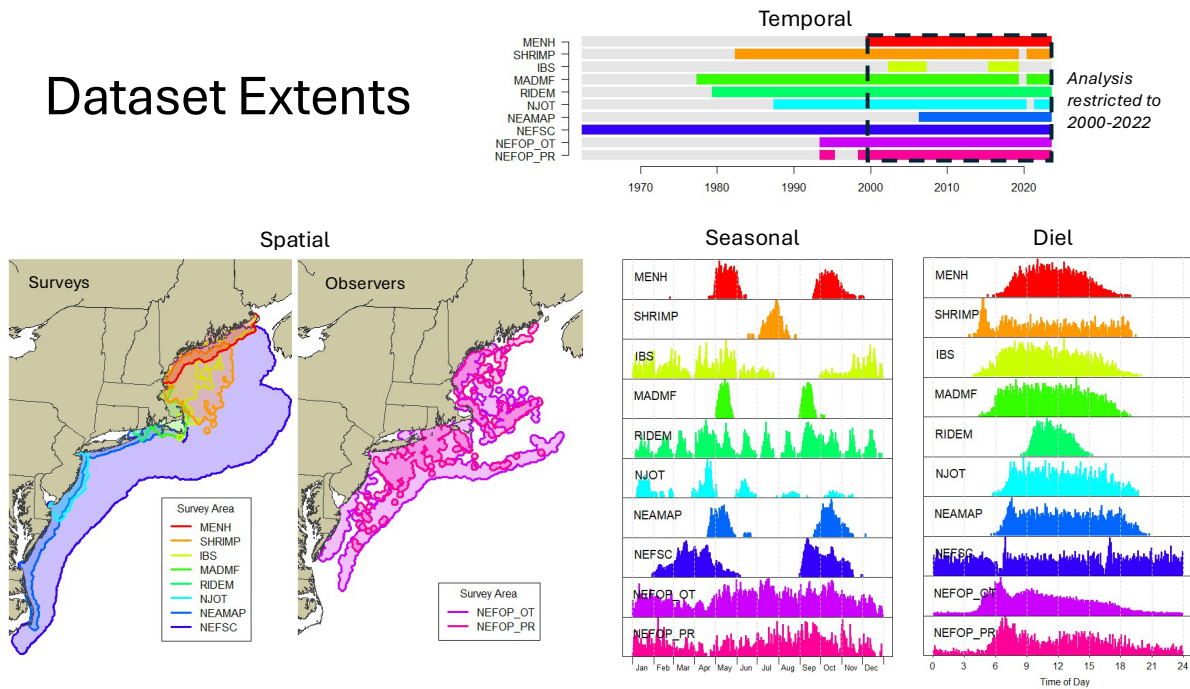 Dataset Extents
Temporal
MENH
SHRIMP
IBS
MADMF
RIDEM
NJOT
NEAMAP
NEFSC
NEFOP_OT
NEFOP_PR
1970 1980 1990 2000 2010 2020
Analysis
restricted to
2000-2022
Spatial
Surveys
Survey Area
MENH
SHRIMP
IBS
MADMF
RIDEM
NJOT
NEAMAP
NEFSC
Observers
Survey Area
NEFOP_OT
NEFOP_PR
Seasonal
MENH
SHRIMP
IBS
MADMF
RIDEM
NJOT
NEAMAP
NEFSC
NEFOP_OT
NEFOP_PR
Jan Feb Mar Apr May Jun Jul Aug Sep Oct Nov Dec
Diel
MENH
SHRIMP
IBS
MADMF
RIDEM
NJOT
NEAMAP
NEFSC
NEFOP_OT
NEFOP_PR
0 3 6 9 12 15 18 21 24
Time of Day